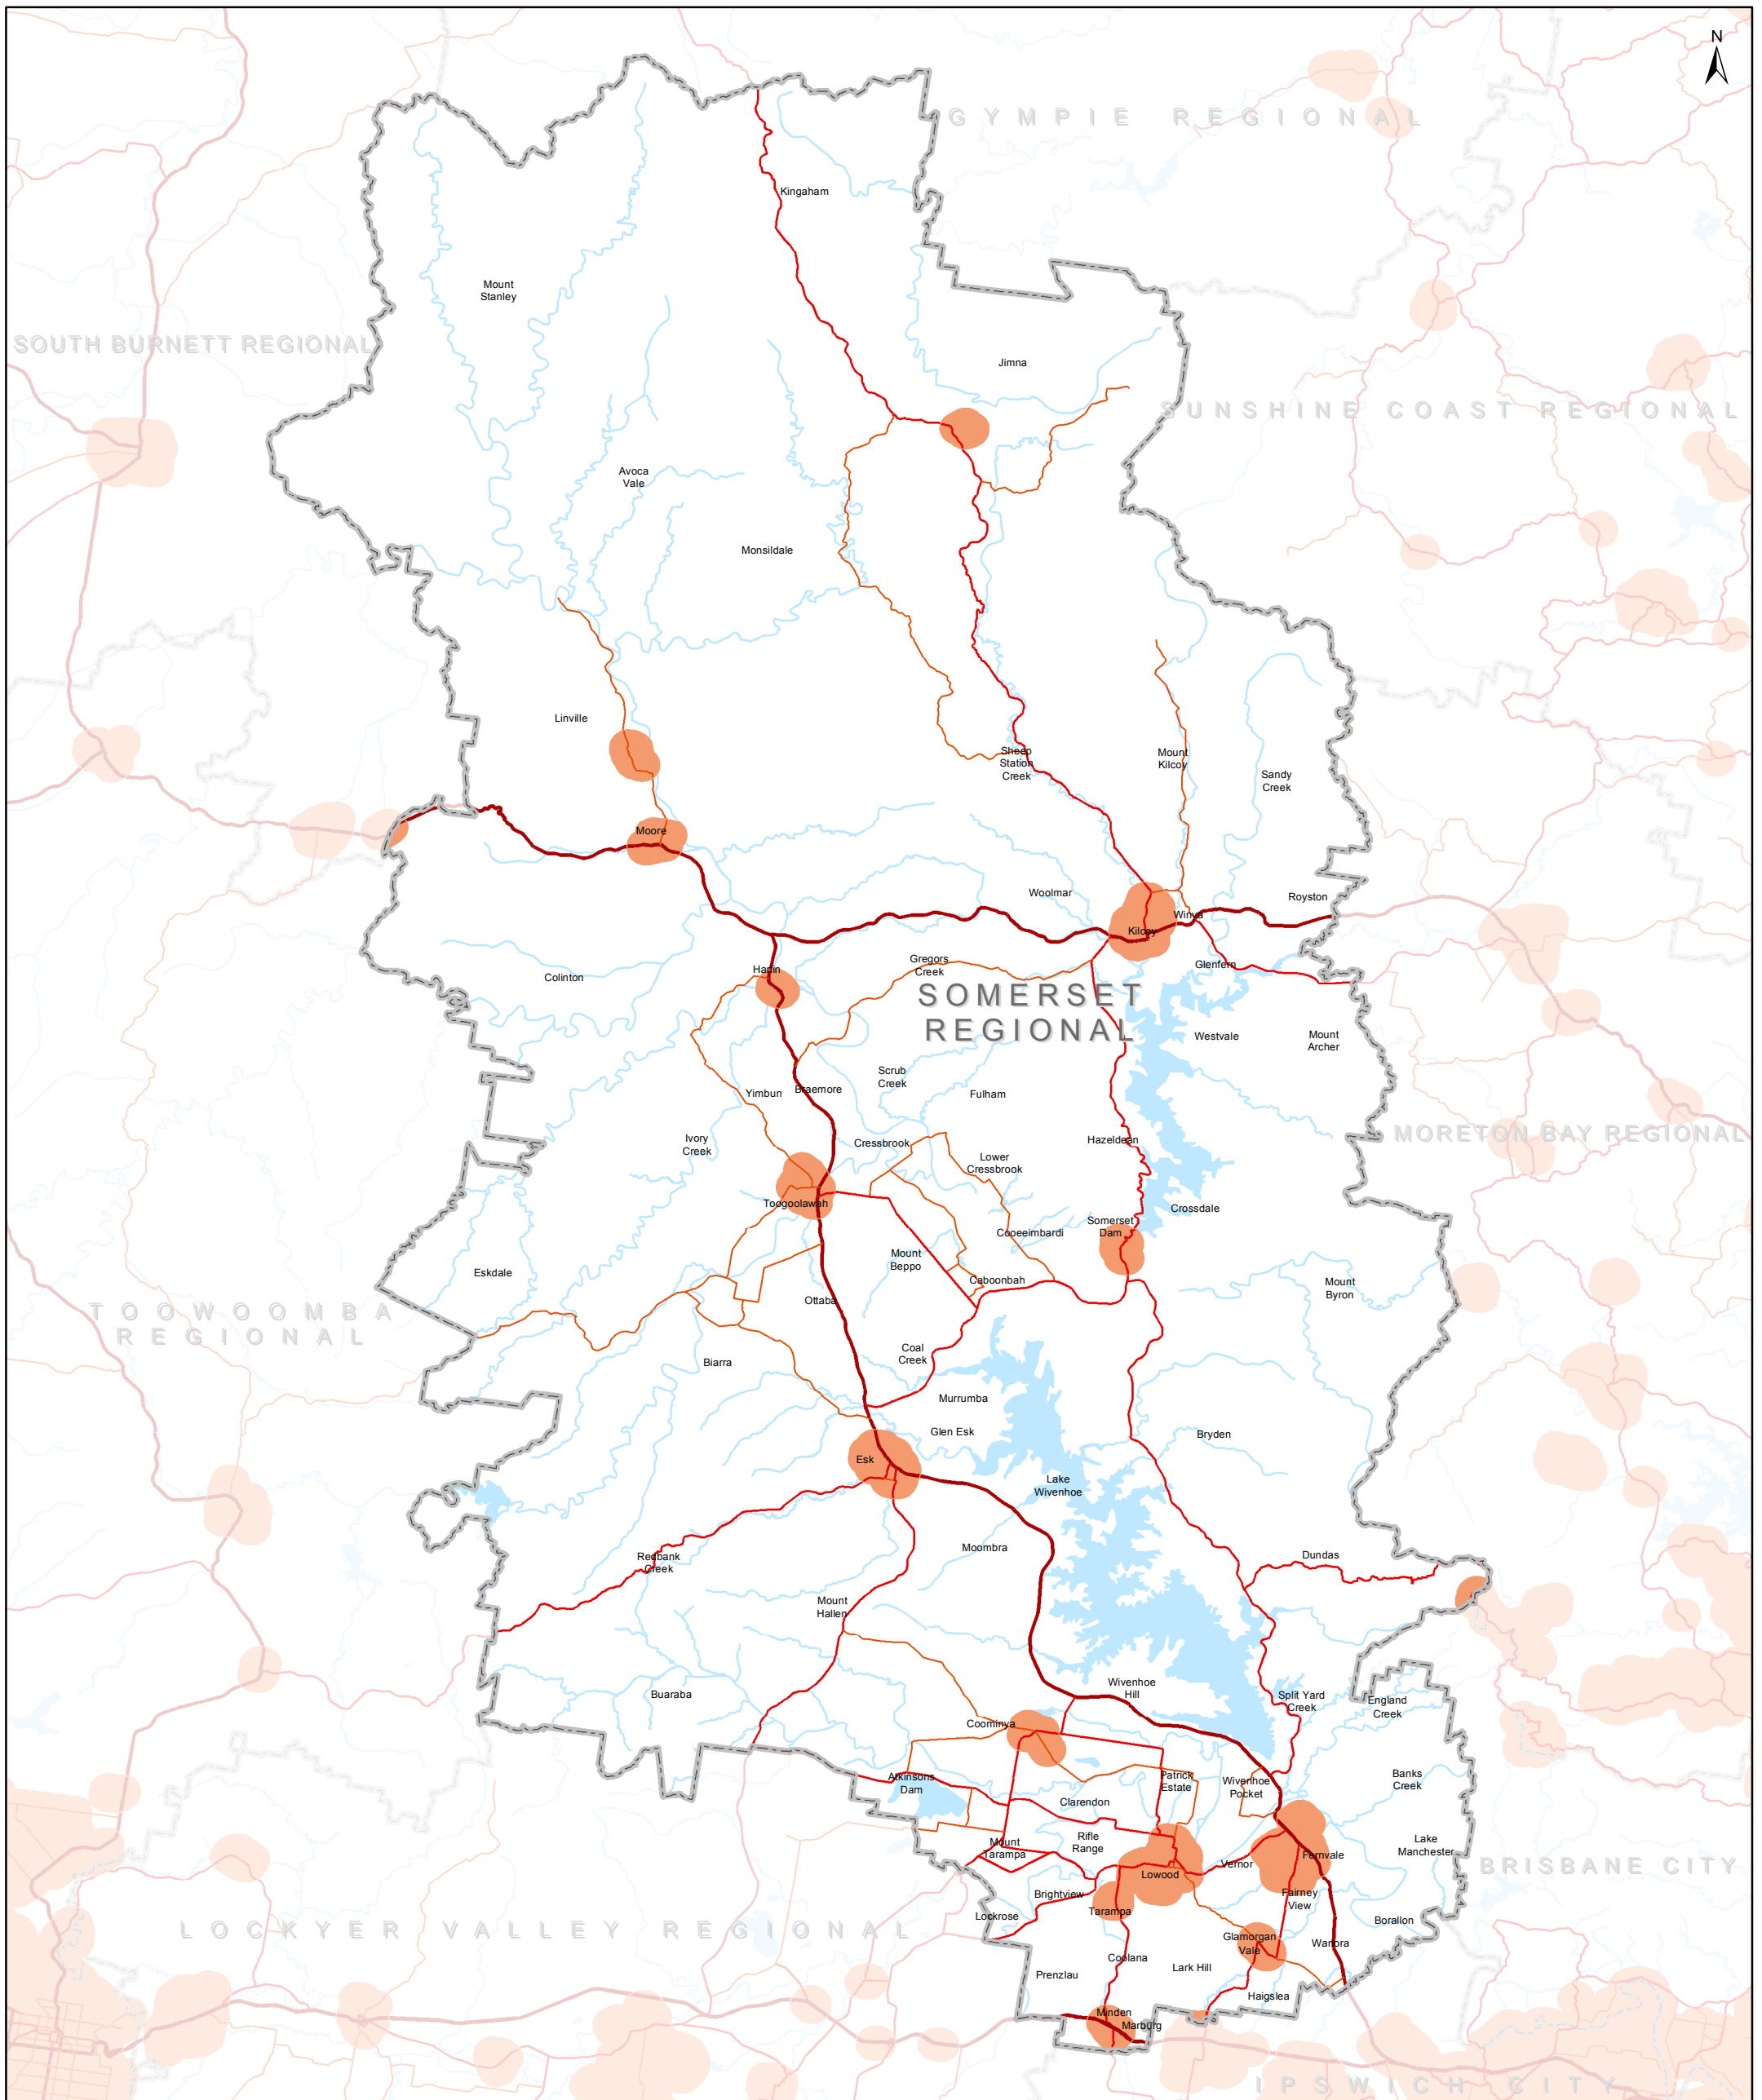 N
GYMPIE REGIONAL
Kingaham
Mount
Stanley
SOUTH BURNETT REGIONAL
Jimna
SUNSHINE COAST REGIONAL
Avoca
Vale
Monsildale
Linville
Sheep
Station
Creek
Mount
Kilcoy
Sandy
Creek
Moore
Woolmar
Royston
Winya
Kilcoy
Gregors
Creek
Glenfern
Harlin
Colinton
SOMERSET
REGIONAL
Westvale
Mount
Archer
Scrub
Creek
Yimbun
Braemore
Fulham
MORETON BAY REGIONAL
Ivory
Creek
Cressbrook
Hazeldean
Lower
Cressbrook
Toogoolawah
Crossdale
Somerset
Dam
Cooeeimbardi
Mount
Beppo
Eskdale
Caboonbah
Mount
Byron
Ottaba
TOOWOOMBA
REGIONAL
Coal
Creek
Biarra
Murrumba
Glen Esk
Bryden
Esk
Lake
Wivenhoe
Moombra
Dundas
Redbank
Creek
Mount
Hallen
Wivenhoe
Hill
Buaraba
Split Yard
Creek
England
Creek
Coominya
Atkinsons
Dam
Patrick
Estate
Wivenhoe
Pocket
Banks
Creek
Clarendon
Rifle
Range
Mount
Tarampa
Lake
Manchester
Fernvale
Vernor
BRISBANE CITY
Lowood
Brightview
Fairney
View
Tarampa
Lockrose
Borallon
LOCKYER VALLEY REGIONAL
Glamorgan
Vale
Wanora
Coolana
Lark Hill
Prenzlau
Haigslea
Minden
Marburg
IPSWICH CITY